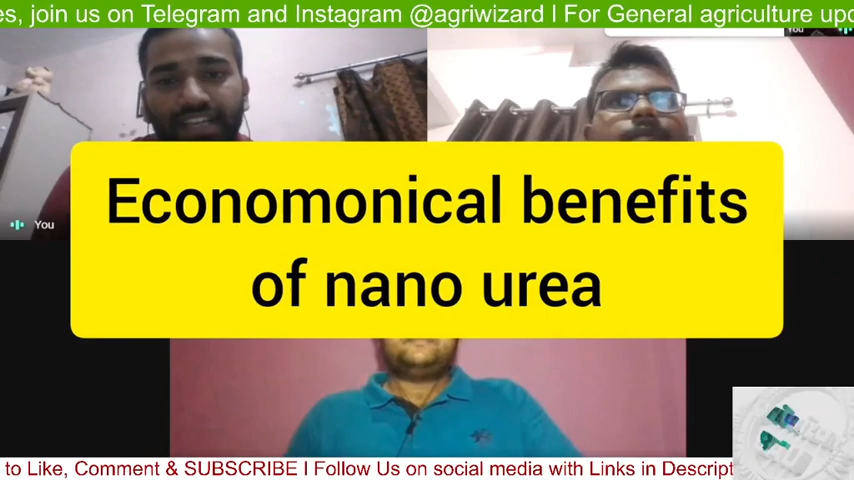 es, join us on Telegram and Instagram @agriwizard l For General agriculture upd
You
You
Economonical benefits
of nano urea
to Like, Comment & SUBSCRIBE l Follow Us on social media with Links in Descript